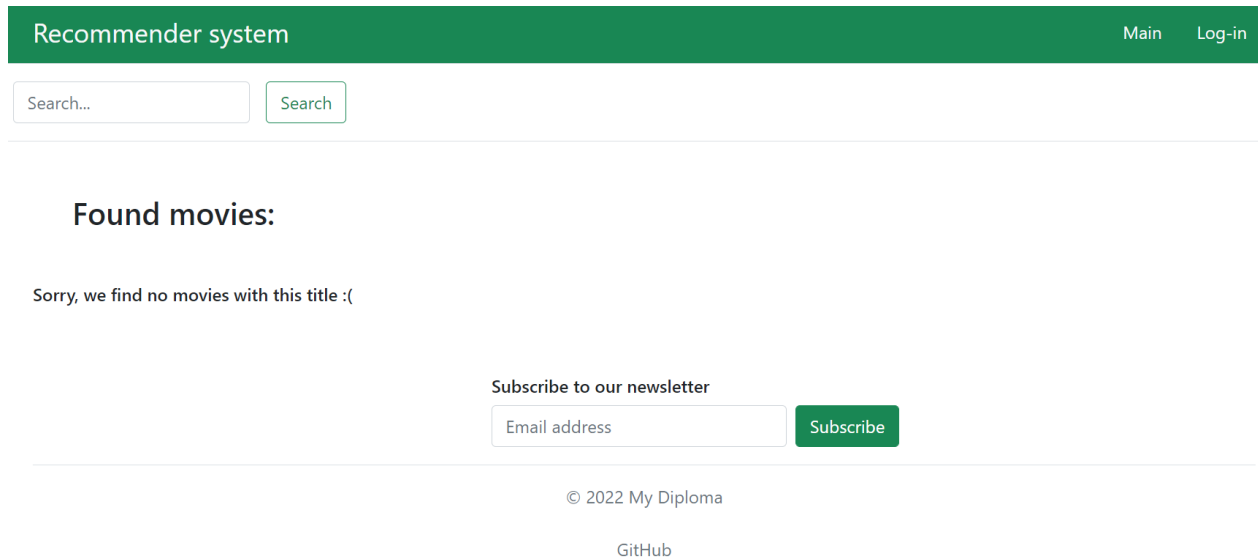 Recommender system Main Log-in
Search... Search
Found movies:
Sorry, we find no movies with this title :(
Subscribe to our newsletter
Email address Subscribe
© 2022 My Diploma
GitHub